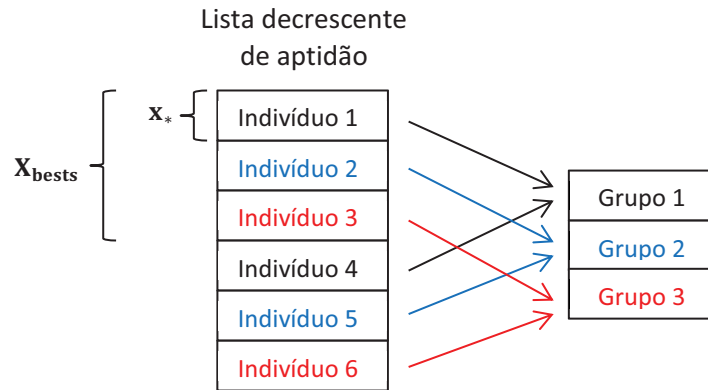 Lista decrescente
de aptidão
x*
X_bests
Indivíduo 1
Indivíduo 2
Indivíduo 3
Indivíduo 4
Indivíduo 5
Indivíduo 6
Grupo 1
Grupo 2
Grupo 3